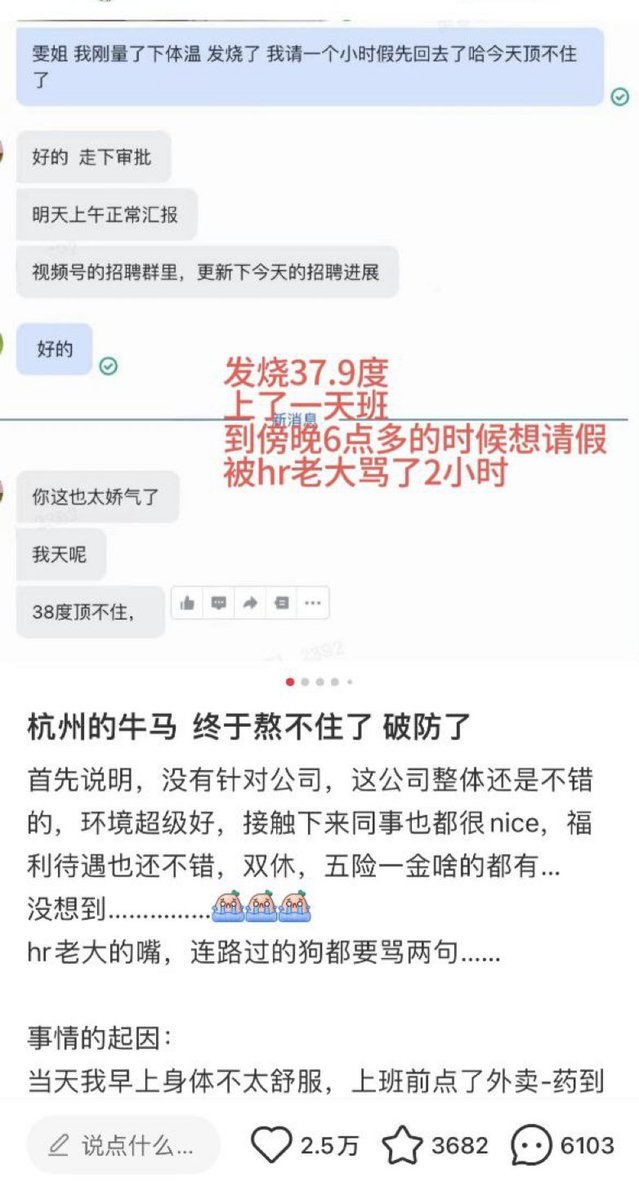 雯姐 我刚量了下体温 发烧了 我请一个小时假先回去了哈今天顶不住
了
好的 走下审批
明天上午正常汇报
视频号的招聘群里，更新下今天的招聘进展
好的
发烧37.9度
上了一天班
新消息
到傍晚6点多的时候想请假
被hr老大骂了2小时
你这也太娇气了
我天呢
38度顶不住，
2392
杭州的牛马 终于熬不住了 破防了
首先说明，没有针对公司，这公司整体还是不错
的，环境超级好，接触下来同事也都很nice，福
利待遇也还不错，双休，五险一金啥的都有...
没想到...............
hr老大的嘴，连路过的狗都要骂两句......
事情的起因：
当天我早上身体不太舒服，上班前点了外卖-药到
说点什么...
2.5万
3682
6103